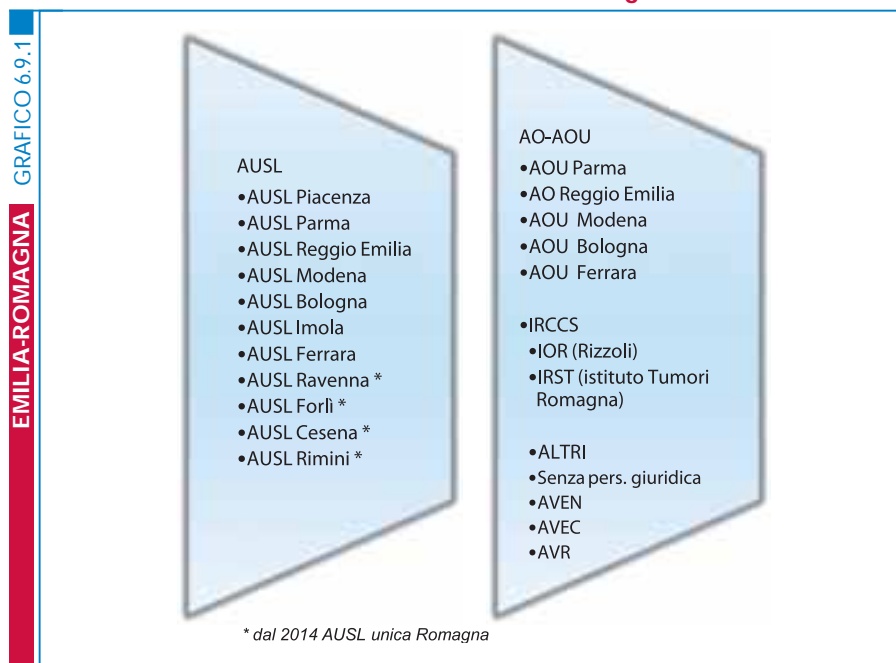 GRAFICO 6.9.1
EMILIA-ROMAGNA
AUSL
•AUSL Piacenza
•AUSL Parma
•AUSL Reggio Emilia
•AUSL Modena
•AUSL Bologna
•AUSL Imola
•AUSL Ferrara
•AUSL Ravenna *
•AUSL Forlì *
•AUSL Cesena *
•AUSL Rimini *
AO-AOU
•AOU Parma
•AO Reggio Emilia
•AOU Modena
•AOU Bologna
•AOU Ferrara
•IRCCS
•IOR (Rizzoli)
•IRST (istituto Tumori
Romagna)
•ALTRI
•Senza pers. giuridica
•AVEN
•AVEC
•AVR
* dal 2014 AUSL unica Romagna